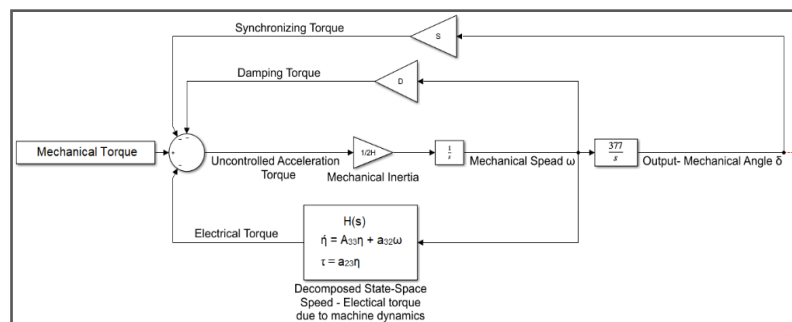 Synchronizing Torque
S
Damping Torque
D
Mechanical Torque
Uncontrolled Acceleration
Torque
1/2H
Mechanical Inertia
1
s
Mechanical Spead ω
377
s
Output- Mechanical Angle δ
Electrical Torque
H(s)
ή = A33η + a32ω
τ = a23η
Decomposed State-Space
Speed - Electical torque
due to machine dynamics